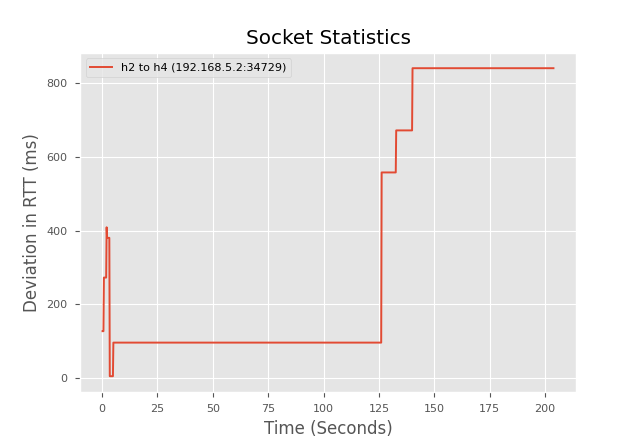 Socket Statistics
h2 to h4 (192.168.5.2:34729)
Deviation in RTT (ms)
800
600
400
200
0
0 25 50 75 100 125 150 175 200
Time (Seconds)